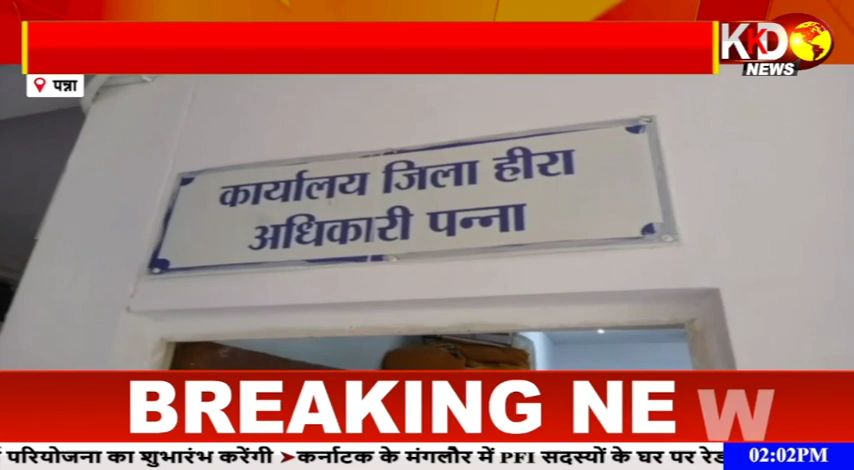 KKD
NEWS
पन्ना
कार्यालय जिला हीरा
अधिकारी पन्ना
BREAKING NEW
परियोजना का शुभारंभ करेंगी ➤कर्नाटक के मंगलौर में PFI सदस्यों के घर पर रेड
02:02PM